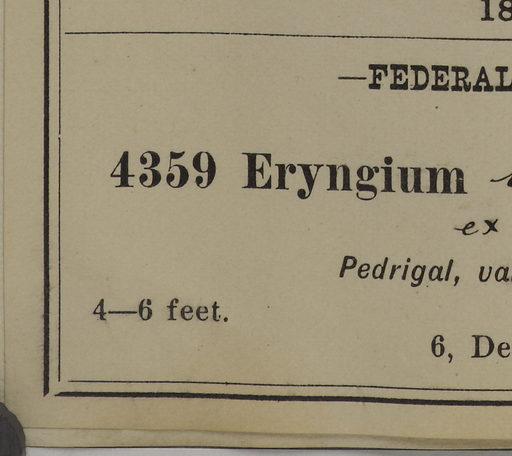 18
—FEDERAL
4359 Eryngium
ex
Pedrigal, va
4—6 feet.
6, De